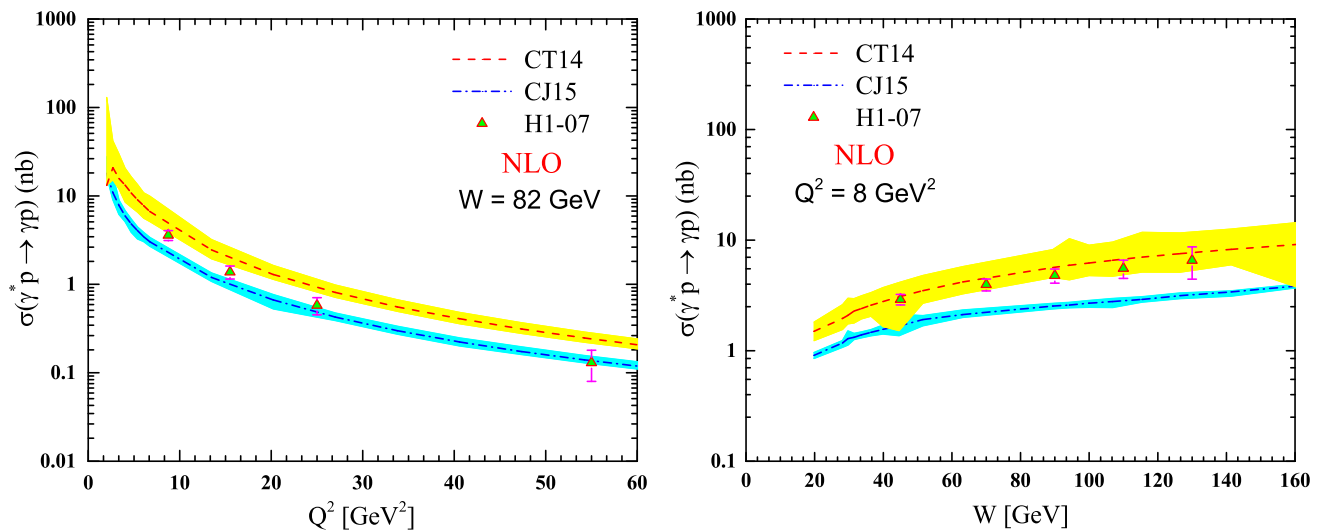 1000
100
10
1
0.1
0.01
σ(γ* p → γp) (nb)
CT14
CJ15
H1-07
NLO
W = 82 GeV
0 10 20 30 40 50 60
Q² [GeV²]
1000
100
10
1
0.1
σ(γ* p → γp) (nb)
CT14
CJ15
H1-07
NLO
Q² = 8 GeV²
0 20 40 60 80 100 120 140 160
W [GeV]